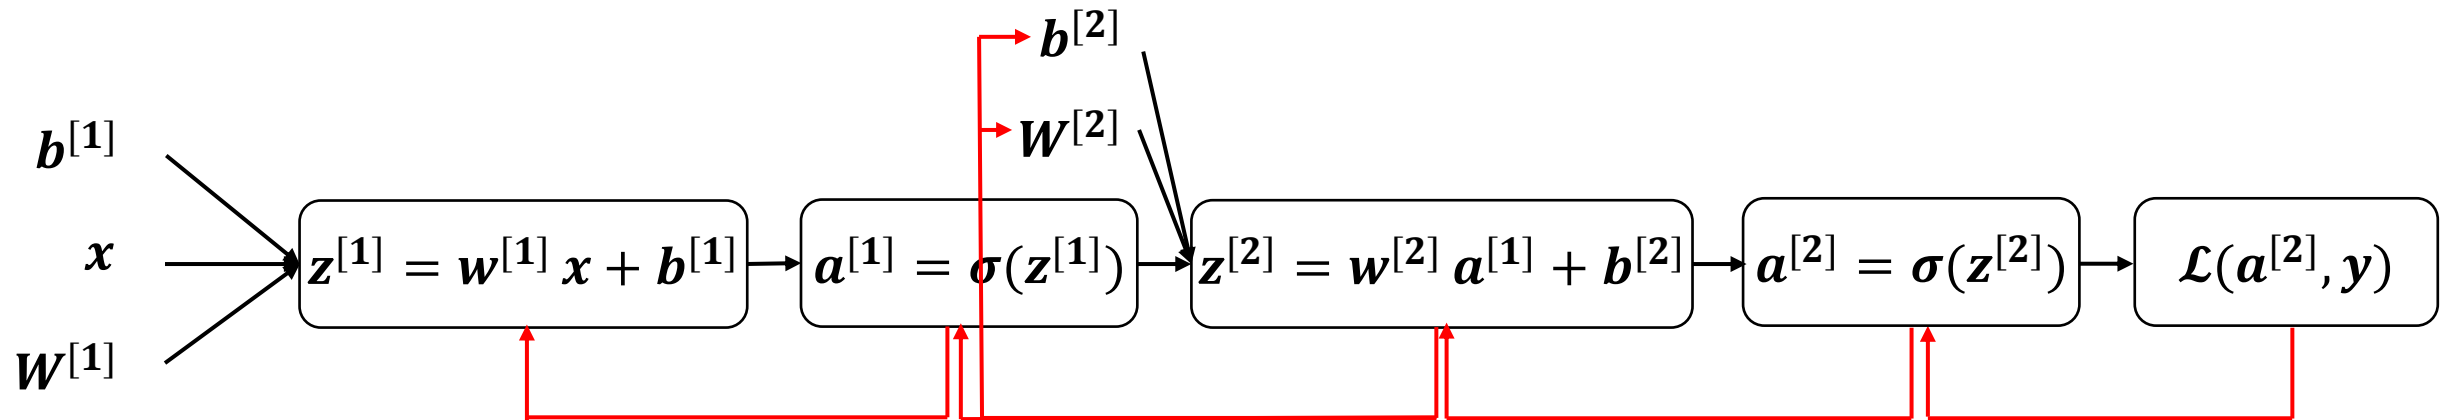 b^[2]
W^[2]
b^[1]
x
W^[1]
z^[1] = w^[1] x + b^[1]
a^[1] = σ(z^[1])
z^[2] = w^[2] a^[1] + b^[2]
a^[2] = σ(z^[2])
ℒ(a^[2], y)